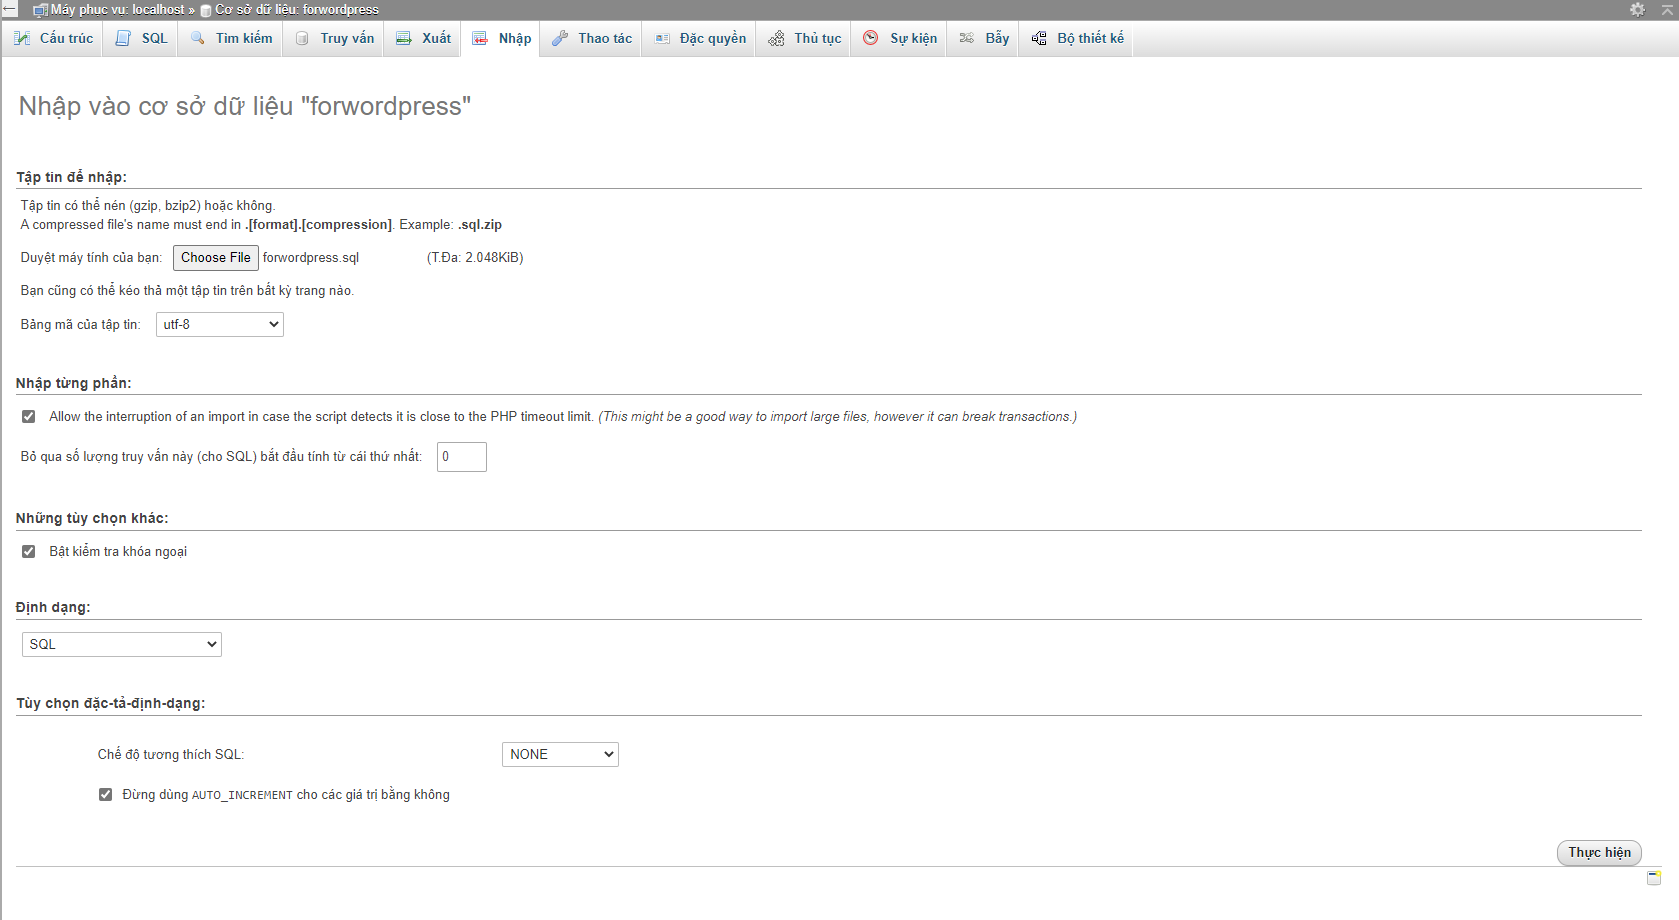 Máy phục vụ: localhost » Cơ sở dữ liệu: forwordpress
Cấu trúc SQL Tìm kiếm Truy vấn Xuất Nhập Thao tác Đặc quyền Thủ tục Sự kiện Bẫy Bộ thiết kế
Nhập vào cơ sở dữ liệu "forwordpress"
Tập tin để nhập:
Tập tin có thể nén (gzip, bzip2) hoặc không.
A compressed file's name must end in .[format].[compression]. Example: .sql.zip
Duyệt máy tính của bạn: Choose File forwordpress.sql (T.Đa: 2.048KiB)
Bạn cũng có thể kéo thả một tập tin trên bất kỳ trang nào.
Bảng mã của tập tin: utf-8
Nhập từng phần:
Allow the interruption of an import in case the script detects it is close to the PHP timeout limit. (This might be a good way to import large files, however it can break transactions.)
Bỏ qua số lượng truy vấn này (cho SQL) bắt đầu tính từ cái thứ nhất: 0
Những tùy chọn khác:
Bật kiểm tra khóa ngoại
Định dạng:
SQL
Tùy chọn đặc-tả-định-dạng:
Chế độ tương thích SQL: NONE
Đừng dùng AUTO_INCREMENT cho các giá trị bằng không
Thực hiện